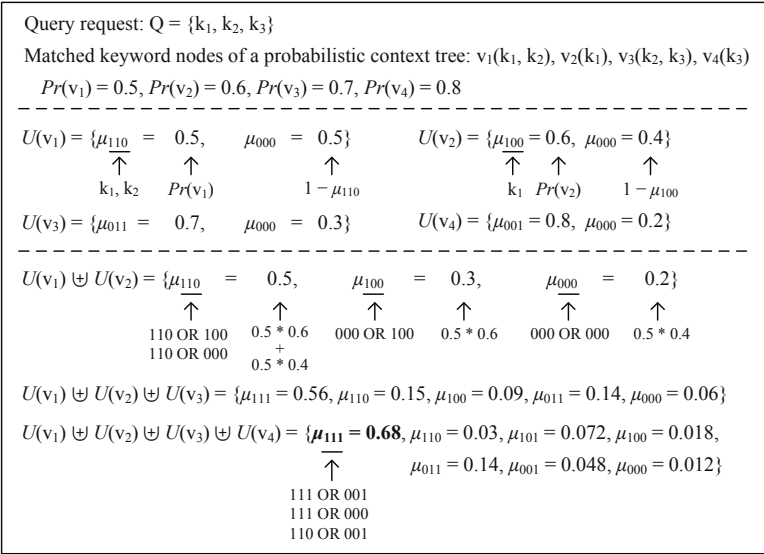 Query request: Q = {k₁, k₂, k₃}
Matched keyword nodes of a probabilistic context tree: v₁(k₁, k₂), v₂(k₁), v₃(k₂, k₃), v₄(k₃)
Pr(v₁) = 0.5, Pr(v₂) = 0.6, Pr(v₃) = 0.7, Pr(v₄) = 0.8
U(v₁) = {μ₁₁₀ = 0.5, μ₀₀₀ = 0.5} U(v₂) = {μ₁₀₀ = 0.6, μ₀₀₀ = 0.4}
↑ ↑ ↑ ↑ ↑ ↑
k₁, k₂ Pr(v₁) 1 − μ₁₁₀ k₁ Pr(v₂) 1 − μ₁₀₀
U(v₃) = {μ₀₁₁ = 0.7, μ₀₀₀ = 0.3} U(v₄) = {μ₀₀₁ = 0.8, μ₀₀₀ = 0.2}
U(v₁) ⊎ U(v₂) = {μ₁₁₀ = 0.5, μ₁₀₀ = 0.3, μ₀₀₀ = 0.2}
↑ ↑ ↑ ↑ ↑ ↑
110 OR 100 0.5 * 0.6 000 OR 100 0.5 * 0.6 000 OR 000 0.5 * 0.4
110 OR 000 +
0.5 * 0.4
U(v₁) ⊎ U(v₂) ⊎ U(v₃) = {μ₁₁₁ = 0.56, μ₁₁₀ = 0.15, μ₁₀₀ = 0.09, μ₀₁₁ = 0.14, μ₀₀₀ = 0.06}
U(v₁) ⊎ U(v₂) ⊎ U(v₃) ⊎ U(v₄) = {μ₁₁₁ = 0.68, μ₁₁₀ = 0.03, μ₁₀₁ = 0.072, μ₁₀₀ = 0.018,
μ₀₁₁ = 0.14, μ₀₀₁ = 0.048, μ₀₀₀ = 0.012}
↑
111 OR 001
111 OR 000
110 OR 001